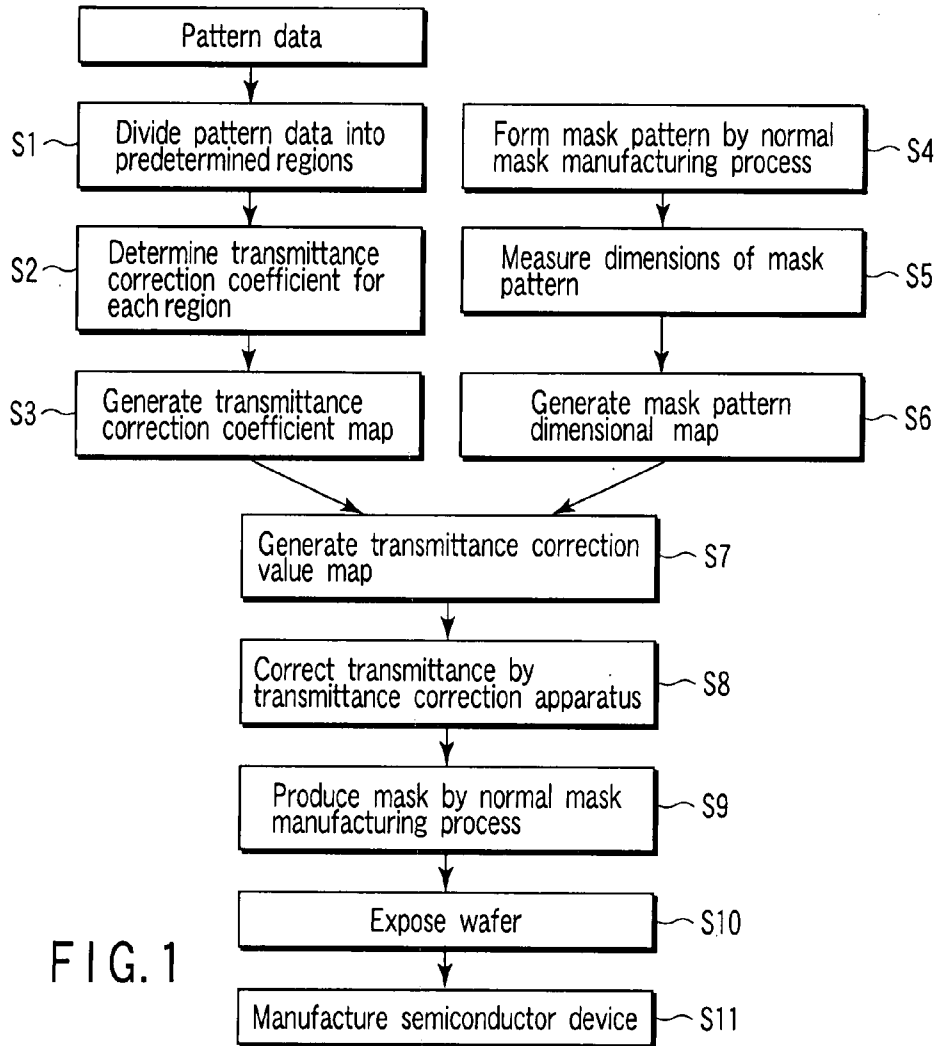 Pattern data
S1
Divide pattern data into
predetermined regions
S2
Determine transmittance
correction coefficient for
each region
S3
Generate transmittance
correction coefficient map
Form mask pattern by normal
mask manufacturing process
S4
Measure dimensions of mask
pattern
S5
Generate mask pattern
dimensional map
S6
Generate transmittance correction
value map
S7
Correct transmittance by
transmittance correction apparatus
S8
Produce mask by normal mask
manufacturing process
S9
Expose wafer
S10
Manufacture semiconductor device
S11
FIG. 1